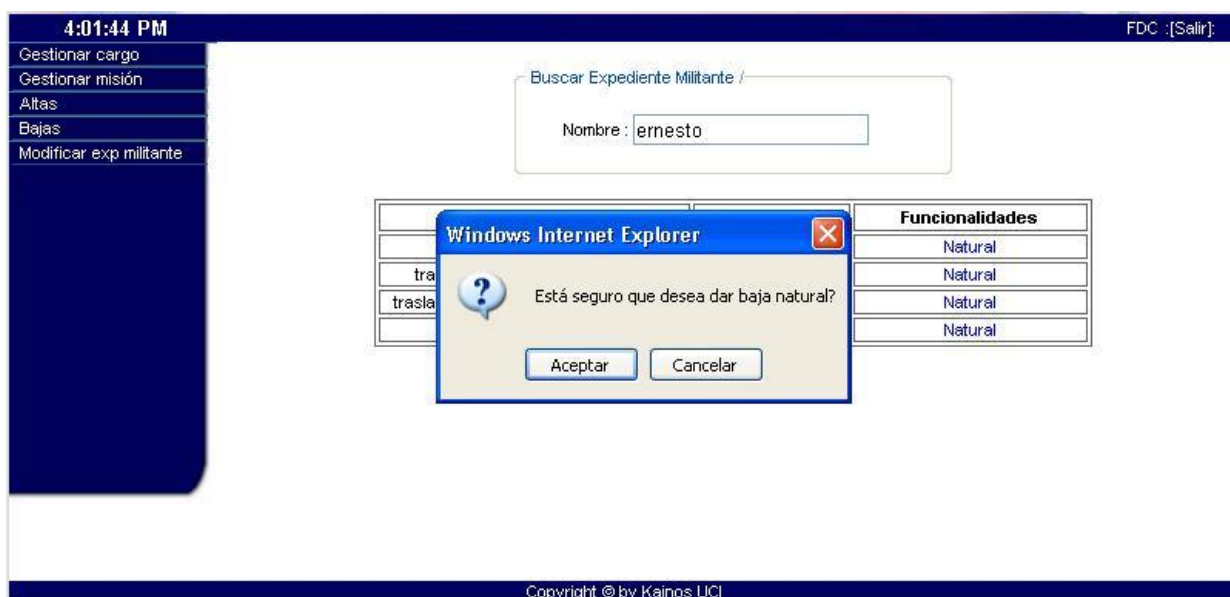 4:01:44 PM
FDC :[Salir]:
Gestionar cargo
Gestionar misión
Altas
Bajas
Modificar exp militante
Buscar Expediente Militante /
Nombre : ernesto
Funcionalidades
Natural
Natural
Natural
Natural
Windows Internet Explorer
Está seguro que desea dar baja natural?
Aceptar
Cancelar
Copyright © by Kainos UCI